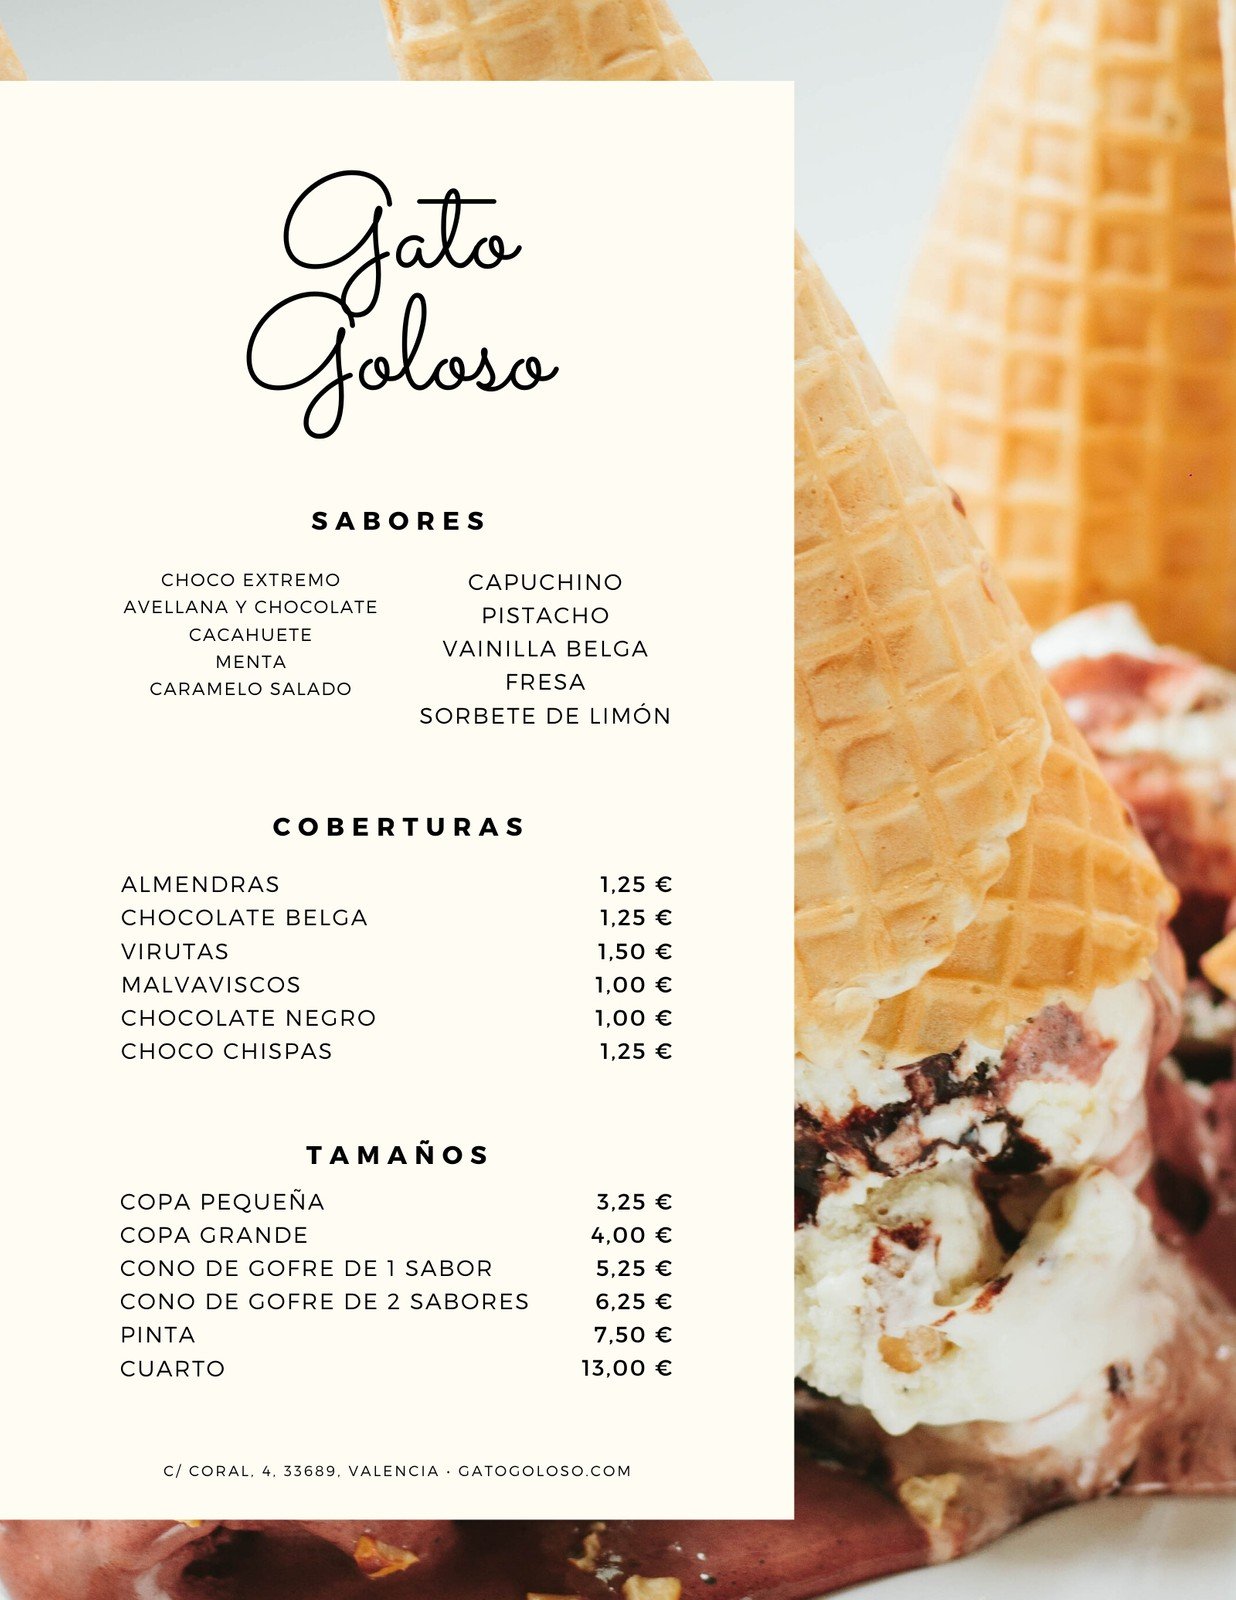 Gato
Goloso
SABORES
CHOCO EXTREMO
AVELLANA Y CHOCOLATE
CACAHUETE
MENTA
CARAMELO SALADO
CAPUCHINO
PISTACHO
VAINILLA BELGA
FRESA
SORBETE DE LIMÓN
COBERTURAS
ALMENDRAS 1,25 €
CHOCOLATE BELGA 1,25 €
VIRUTAS 1,50 €
MALVAVISCOS 1,00 €
CHOCOLATE NEGRO 1,00 €
CHOCO CHISPAS 1,25 €
TAMAÑOS
COPA PEQUEÑA 3,25 €
COPA GRANDE 4,00 €
CONO DE GOFRE DE 1 SABOR 5,25 €
CONO DE GOFRE DE 2 SABORES 6,25 €
PINTA 7,50 €
CUARTO 13,00 €
C/ CORAL, 4, 33689, VALENCIA • GATOGOLOSO.COM